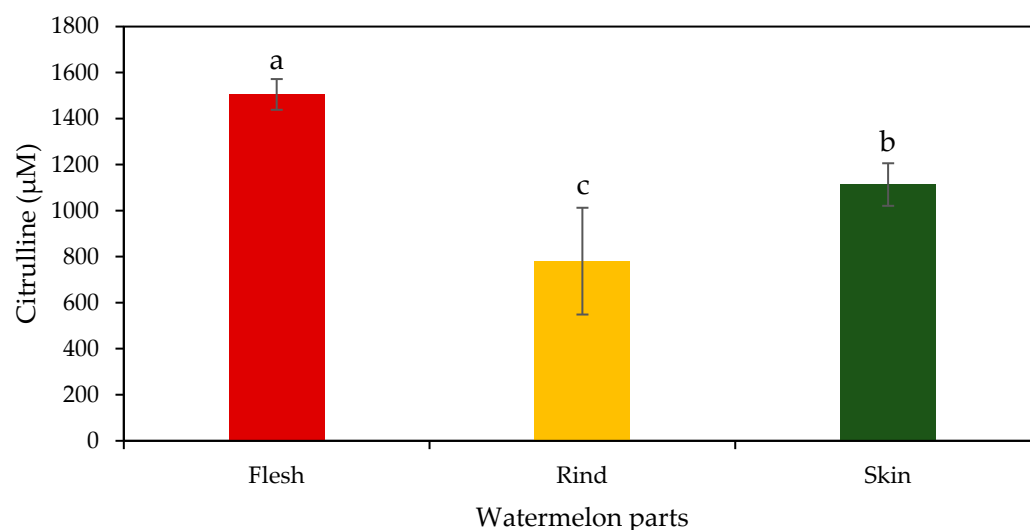 1800
1600
1400
1200
1000
800
600
400
200
0
Citrulline (μM)
a
c
b
Flesh
Rind
Skin
Watermelon parts